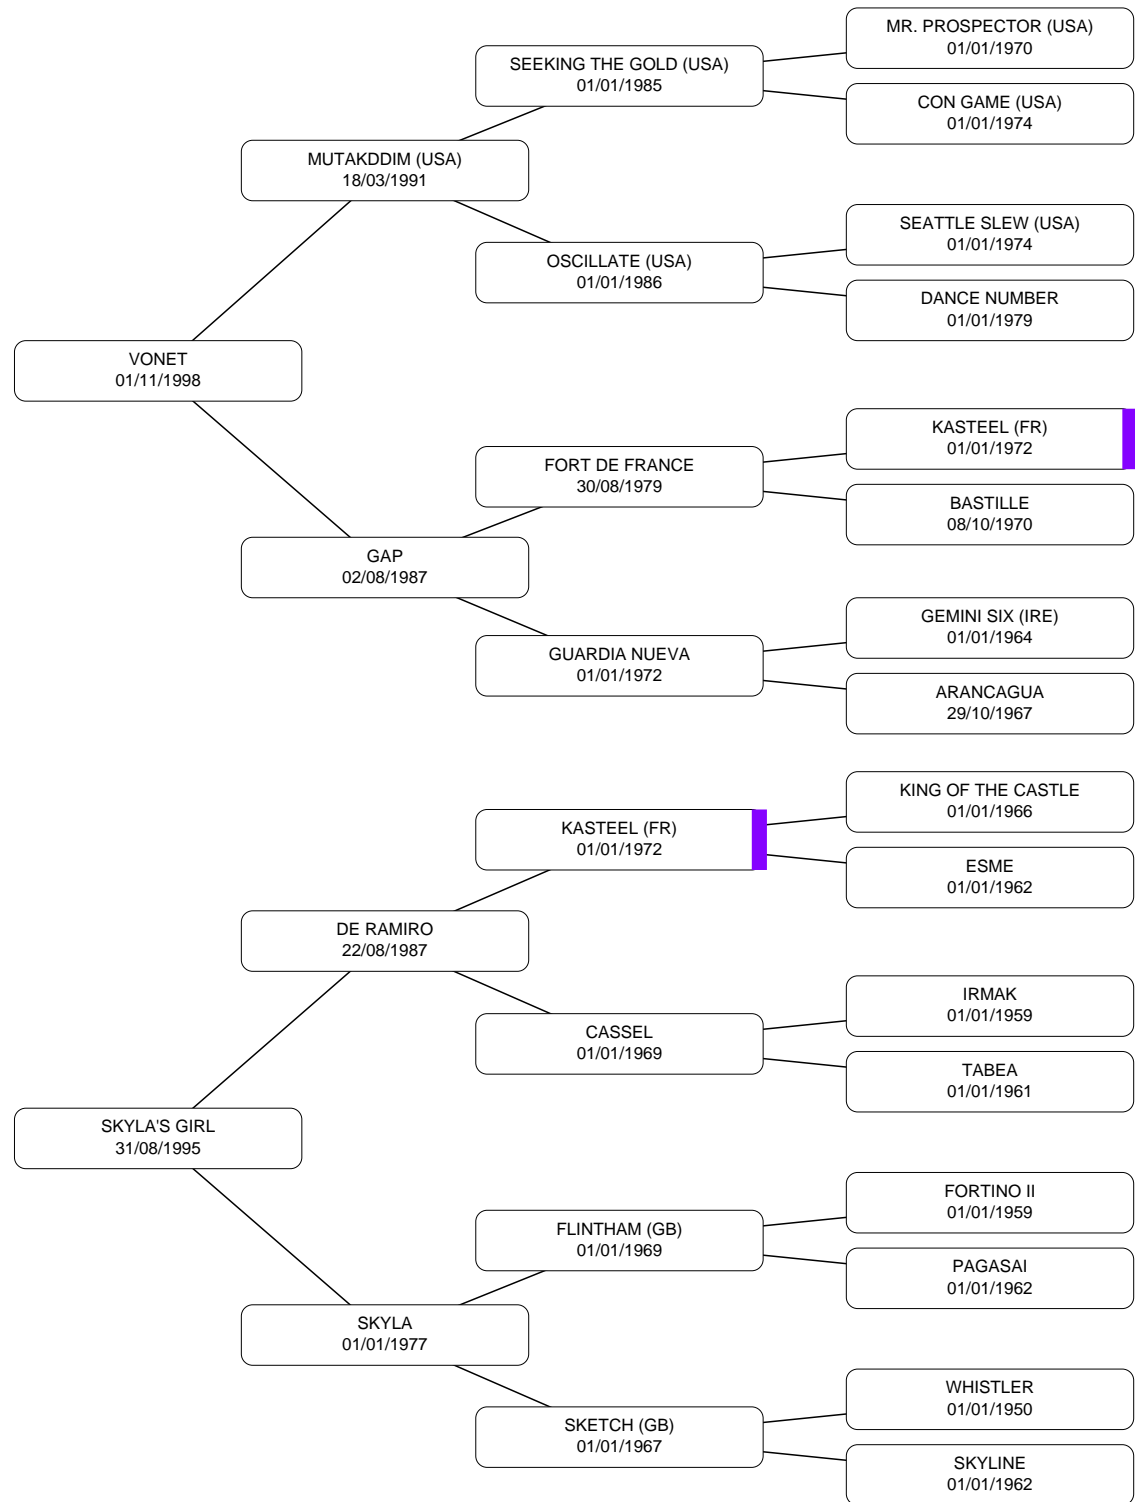 MR. PROSPECTOR (USA)
01/01/1970
SEEKING THE GOLD (USA)
01/01/1985
CON GAME (USA)
01/01/1974
MUTAKDDIM (USA)
18/03/1991
SEATTLE SLEW (USA)
01/01/1974
OSCILLATE (USA)
01/01/1986
DANCE NUMBER
01/01/1979
VONET
01/11/1998
KASTEEL (FR)
01/01/1972
FORT DE FRANCE
30/08/1979
BASTILLE
08/10/1970
GAP
02/08/1987
GEMINI SIX (IRE)
01/01/1964
GUARDIA NUEVA
01/01/1972
ARANCAGUA
29/10/1967
KING OF THE CASTLE
01/01/1966
KASTEEL (FR)
01/01/1972
ESME
01/01/1962
DE RAMIRO
22/08/1987
IRMAK
01/01/1959
CASSEL
01/01/1969
TABEA
01/01/1961
SKYLA'S GIRL
31/08/1995
FORTINO II
01/01/1959
FLINTHAM (GB)
01/01/1969
PAGASAI
01/01/1962
SKYLA
01/01/1977
WHISTLER
01/01/1950
SKETCH (GB)
01/01/1967
SKYLINE
01/01/1962